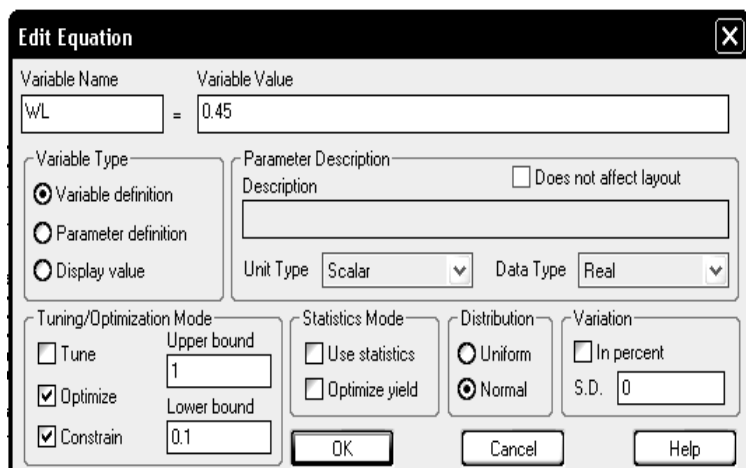 Edit Equation
Variable Name
Variable Value
WL
=
0.45
Variable Type
Variable definition
Parameter definition
Display value
Parameter Description
Does not affect layout
Description
Unit Type
Scalar
Data Type
Real
Tuning/Optimization Mode
Tune
Upper bound
1
Optimize
Lower bound
Constrain
0.1
Statistics Mode
Use statistics
Optimize yield
Distribution
Uniform
Normal
Variation
In percent
S.D.
0
OK
Cancel
Help